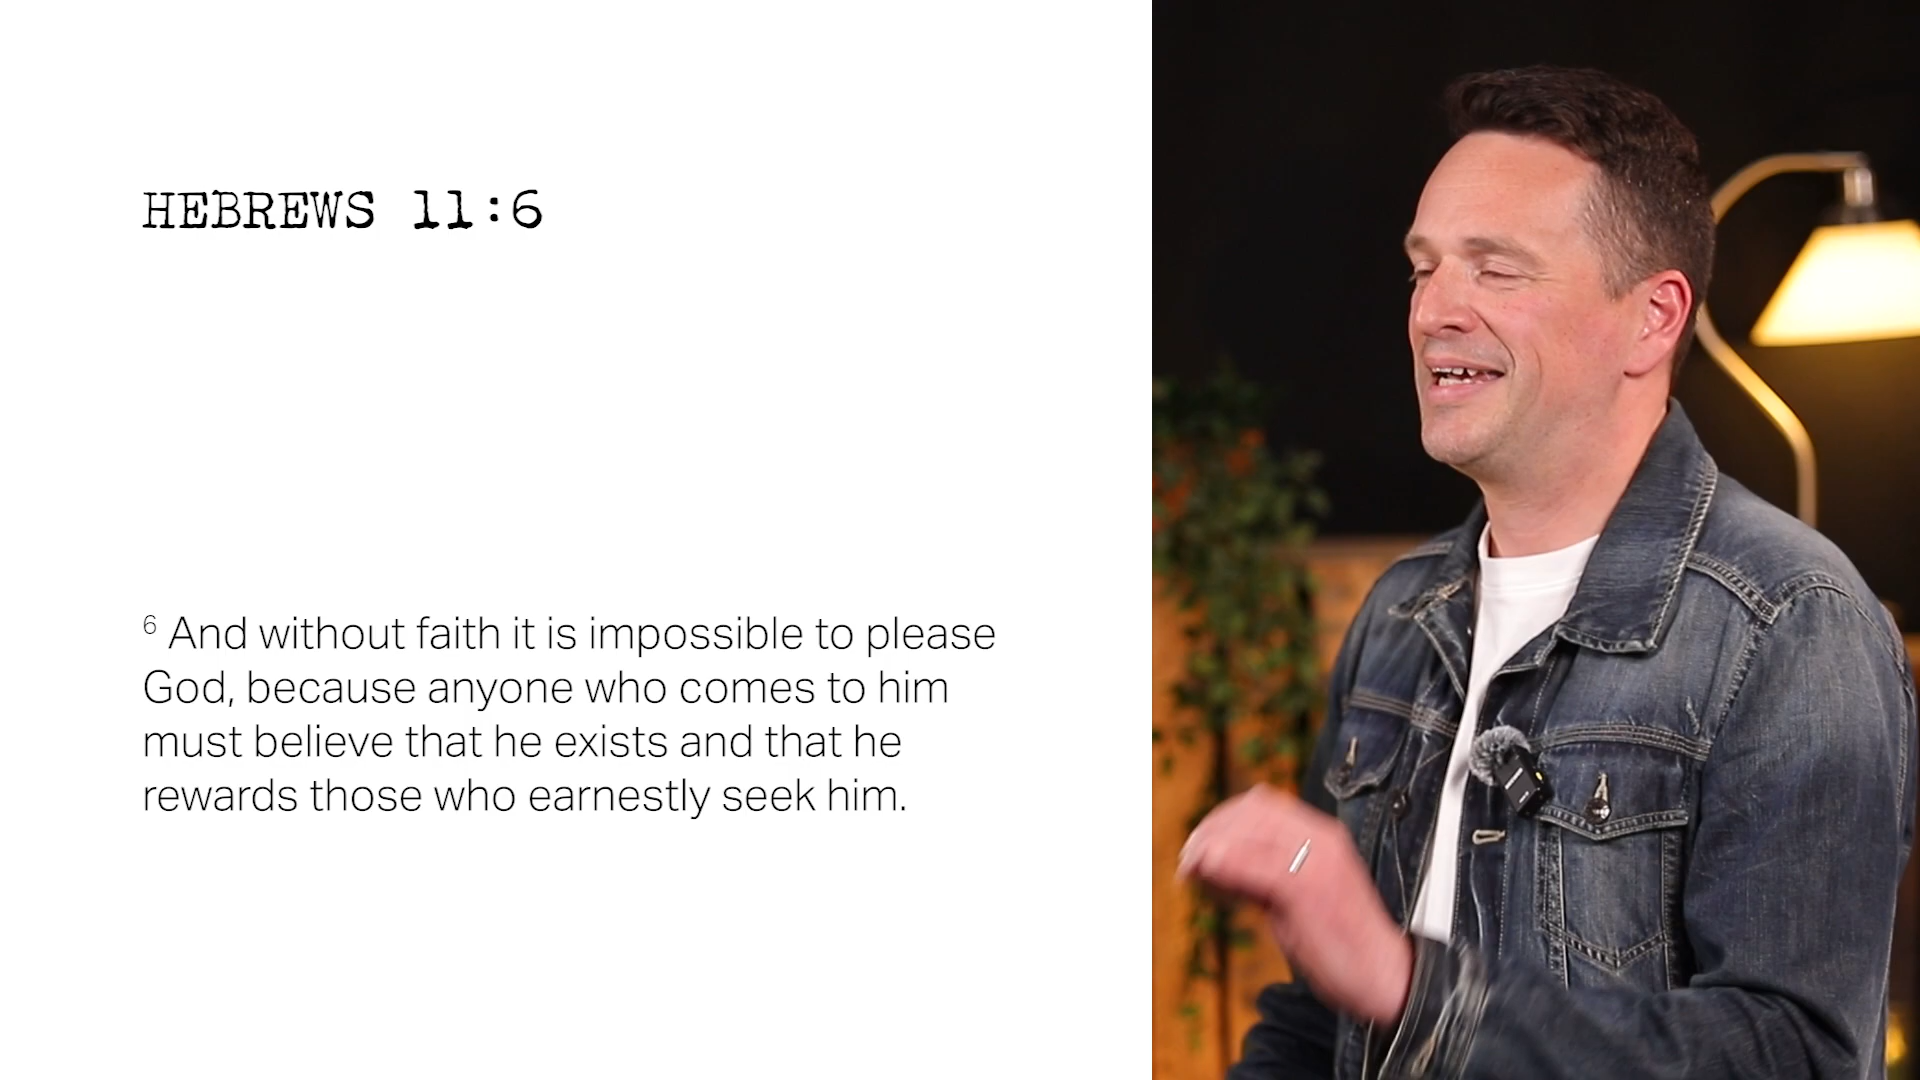 HEBREWS 11:6
⁶ And without faith it is impossible to please
God, because anyone who comes to him
must believe that he exists and that he
rewards those who earnestly seek him.